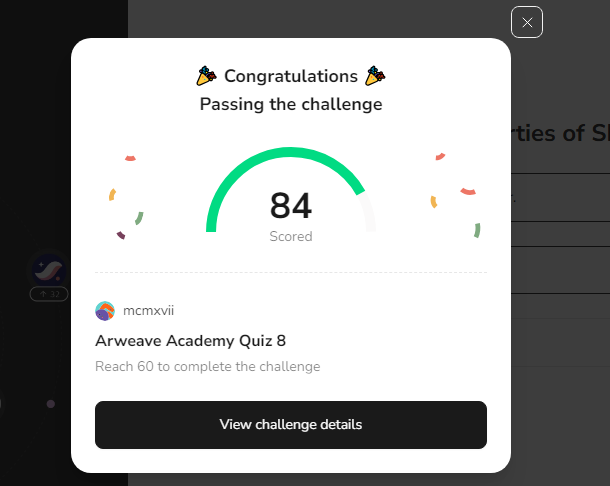 Congratulations
Passing the challenge
rties of S
84
Scored
32
mcmxvii
Arweave Academy Quiz 8
Reach 60 to complete the challenge
View challenge details